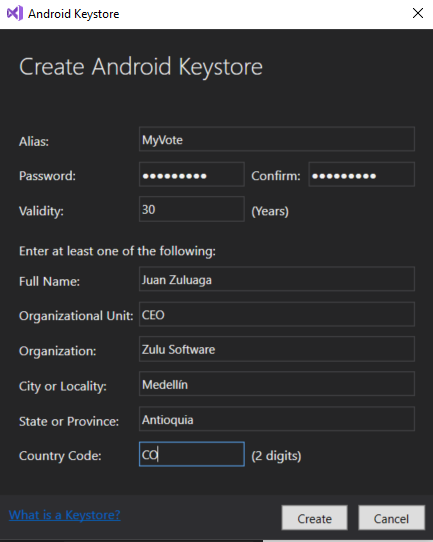 Android Keystore
Create Android Keystore
Alias: MyVote
Password: ●●●●●●●●● Confirm: ●●●●●●●●●
Validity: 30 (Years)
Enter at least one of the following:
Full Name: Juan Zuluaga
Organizational Unit: CEO
Organization: Zulu Software
City or Locality: Medellín
State or Province: Antioquia
Country Code: CO (2 digits)
What is a Keystore? Create Cancel